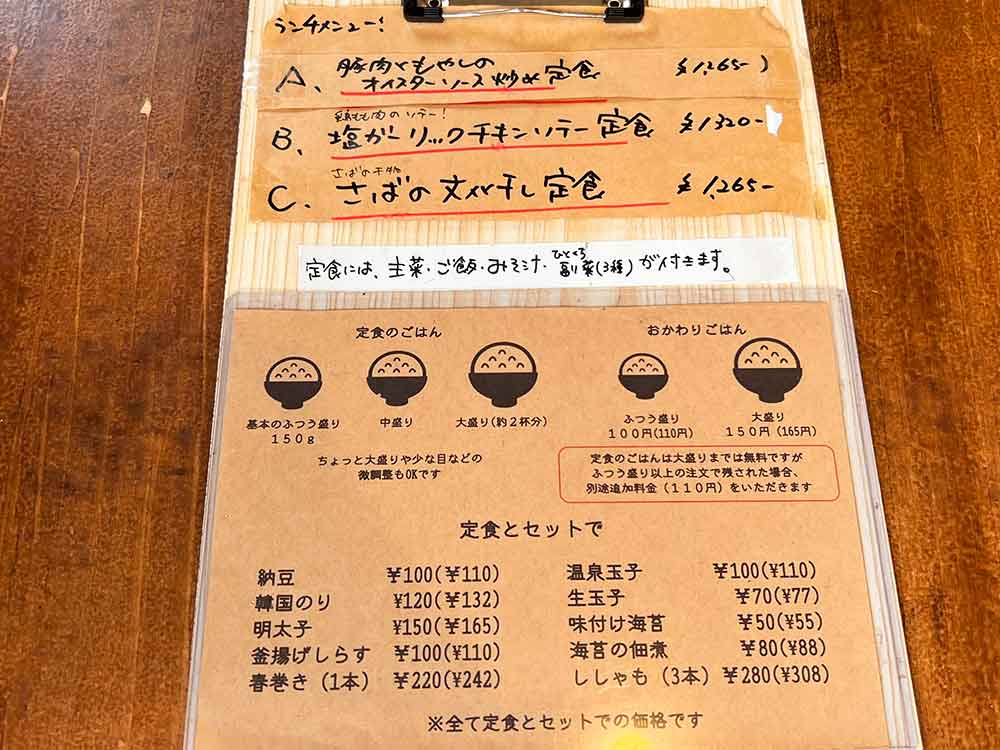 ランチメニュー!
A、 豚肉ともやしの
オイスターソース炒め定食 ¥1,265-
鶏もも肉のソテー!
B、 塩ガーリックチキンソテー定食 ¥1320-
さばの干物
C. さばの文化干し定食 ¥1,265-
定食には、主菜・ご飯・みそ汁・副菜(3種)が付きます。
定食のごはん おかわりごはん
基本のふつう盛り 中盛り 大盛り(約2杯分) ふつう盛り 大盛り
150g 100円(110円) 150円(165円)
ちょっと大盛りや少な目などの
微調整もOKです
定食のごはんは大盛りまでは無料ですが
ふつう盛り以上の注文で残された場合、
別途追加料金(110円)をいただきます
定食とセットで
納豆 ¥100(¥110) 温泉玉子 ¥100(¥110)
韓国のり ¥120(¥132) 生玉子 ¥70(¥77)
明太子 ¥150(¥165) 味付け海苔 ¥50(¥55)
釜揚げしらす ¥100(¥110) 海苔の佃煮 ¥80(¥88)
春巻き(1本) ¥220(¥242) ししゃも(3本) ¥280(¥308)
※全て定食とセットでの価格です